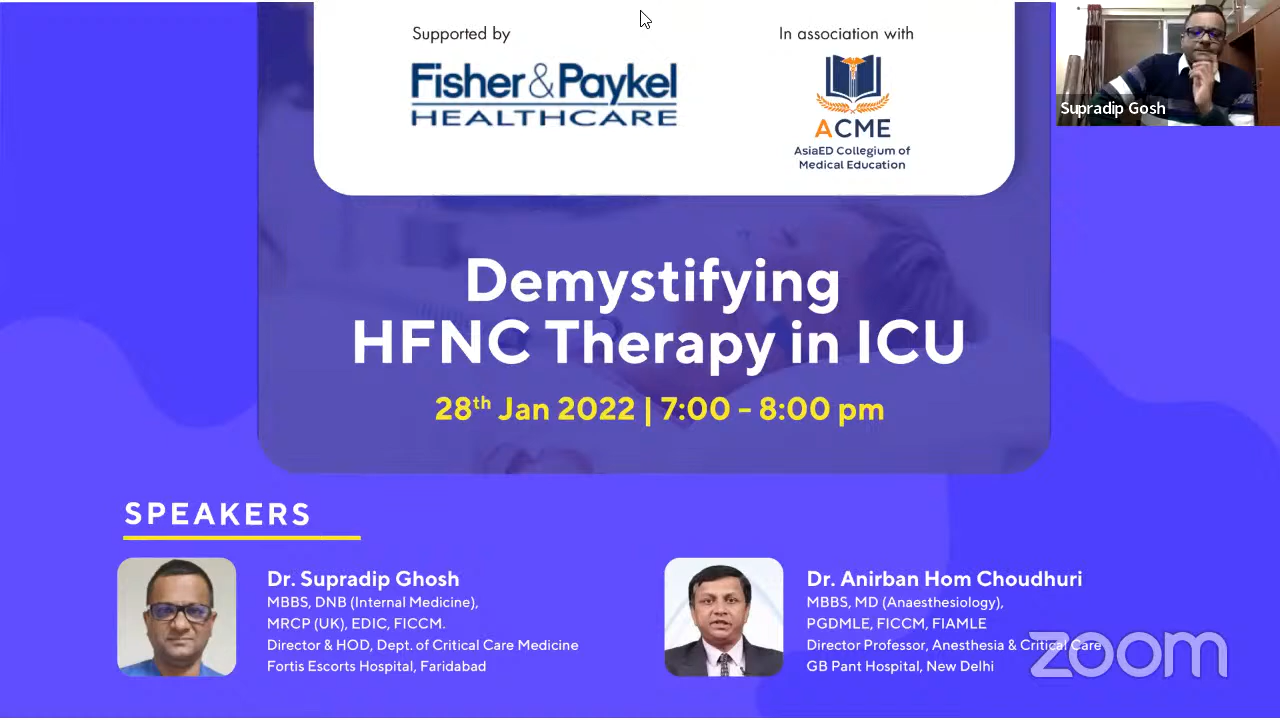 Supported by
Fisher&Paykel
HEALTHCARE
In association with
ACME
AsiaED Collegium of
Medical Education
Supradip Gosh
Demystifying
HFNC Therapy in ICU
28th Jan 2022 | 7:00 - 8:00 pm
SPEAKERS
Dr. Supradip Ghosh
MBBS, DNB (Internal Medicine),
MRCP (UK), EDIC, FICCM.
Director & HOD, Dept. of Critical Care Medicine
Fortis Escorts Hospital, Faridabad
Dr. Anirban Hom Choudhuri
MBBS, MD (Anaesthesiology),
PGDMLE, FICCM, FIAMLE
Director Professor, Anesthesia & Critical Care
GB Pant Hospital, New Delhi
zoom